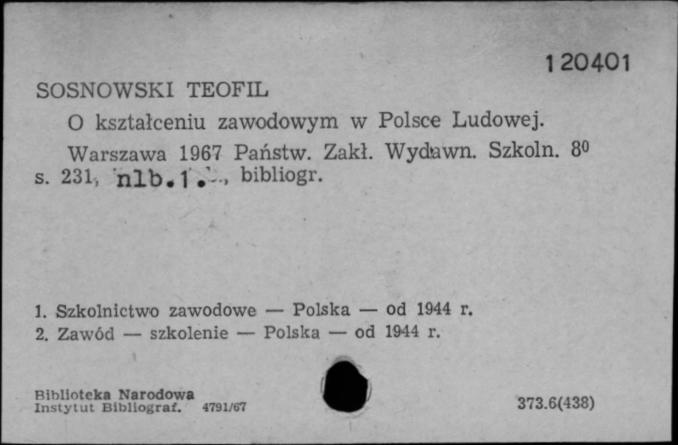 120401
SOSNOWSKI TEOFIL
O kształceniu zawodowym w Polsce Ludowej.
Warszawa 1967 Państw. Zakł. Wydawn. Szkoln. 8⁰
s. 231, nlb. 1., bibliogr.
1. Szkolnictwo zawodowe — Polska — od 1944 r.
2. Zawód — szkolenie — Polska — od 1944 r.
Biblioteka Narodowa
Instytut Bibliograf. 4791/67
373.6(438)